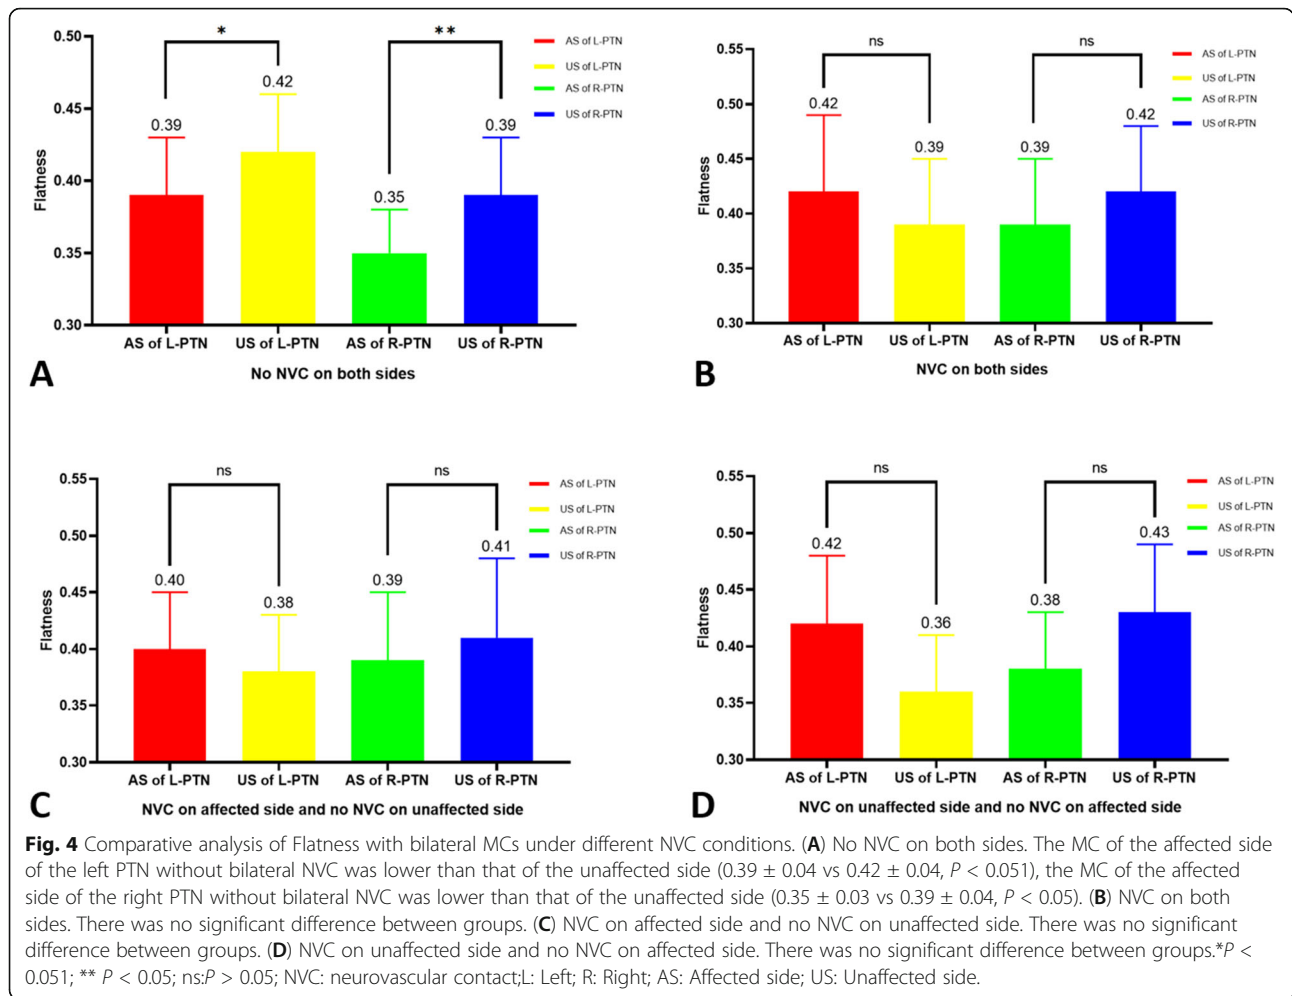 * **
0.50
0.45
0.40
0.35
0.30
Flatness
0.39
0.42
0.35
0.39
AS of L-PTN
US of L-PTN
AS of R-PTN
US of R-PTN
AS of L-PTN US of L-PTN AS of R-PTN US of R-PTN
A No NVC on both sides
ns ns
0.55
0.50
0.45
0.40
0.35
0.30
Flatness
0.42
0.39
0.39
0.42
AS of L-PTN
US of L-PTN
AS of R-PTN
US of R-PTN
AS of L-PTN US of L-PTN AS of R-PTN US of R-PTN
B NVC on both sides
ns ns
0.55
0.50
0.45
0.40
0.35
0.30
Flatness
0.40
0.38
0.39
0.41
AS of L-PTN
US of L-PTN
AS of R-PTN
US of R-PTN
AS of L-PTN US of L-PTN AS of R-PTN US of R-PTN
C NVC on affected side and no NVC on unaffected side
ns ns
0.55
0.50
0.45
0.40
0.35
0.30
Flatness
0.42
0.36
0.38
0.43
AS of L-PTN
US of L-PTN
AS of R-PTN
US of R-PTN
AS of L-PTN US of L-PTN AS of R-PTN US of R-PTN
D NVC on unaffected side and no NVC on affected side
Fig. 4 Comparative analysis of Flatness with bilateral MCs under different NVC conditions. (A) No NVC on both sides. The MC of the affected side
of the left PTN without bilateral NVC was lower than that of the unaffected side (0.39 ± 0.04 vs 0.42 ± 0.04, P < 0.051), the MC of the affected
side of the right PTN without bilateral NVC was lower than that of the unaffected side (0.35 ± 0.03 vs 0.39 ± 0.04, P < 0.05). (B) NVC on both
sides. There was no significant difference between groups. (C) NVC on affected side and no NVC on unaffected side. There was no significant
difference between groups. (D) NVC on unaffected side and no NVC on affected side. There was no significant difference between groups.*P <
0.051; ** P < 0.05; ns:P > 0.05; NVC: neurovascular contact;L: Left; R: Right; AS: Affected side; US: Unaffected side.